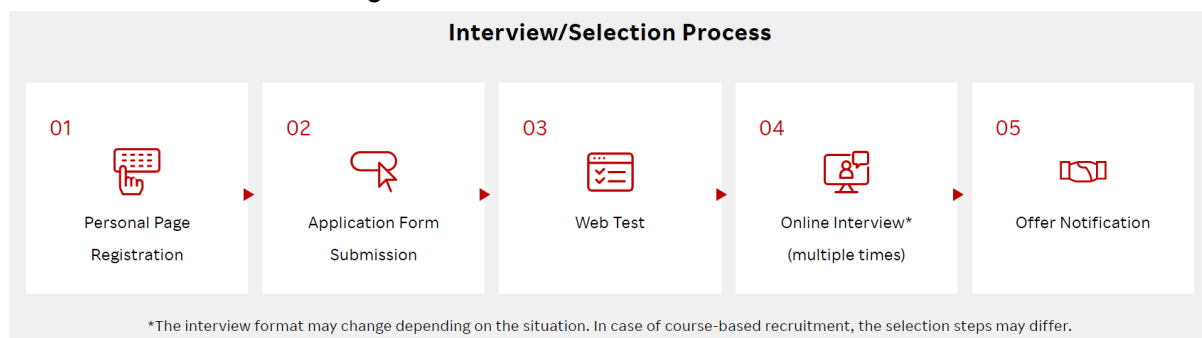 Interview/Selection Process
01
Personal Page
Registration
02
Application Form
Submission
03
Web Test
04
Online Interview*
(multiple times)
05
Offer Notification
*The interview format may change depending on the situation. In case of course-based recruitment, the selection steps may differ.